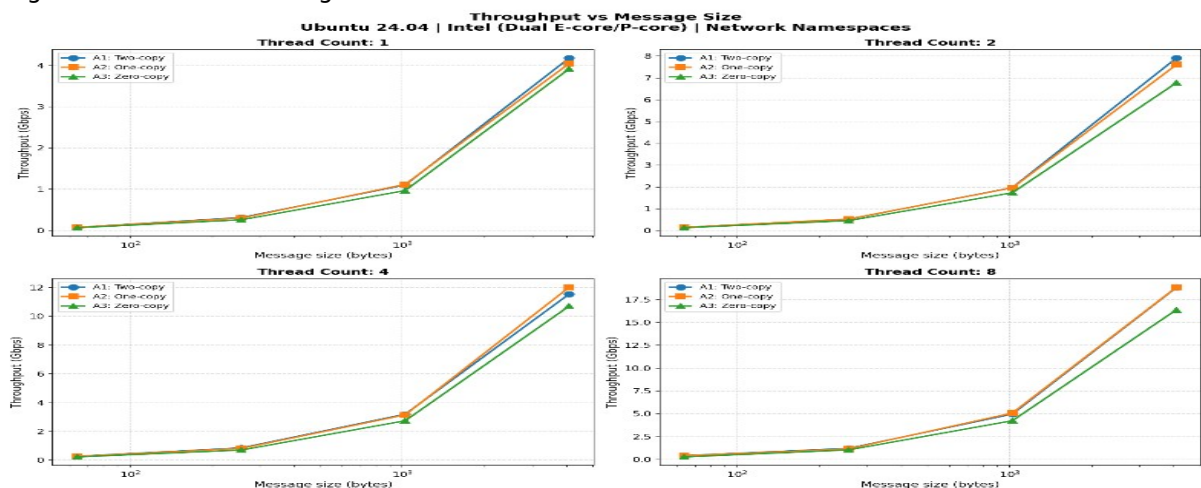 Throughput vs Message Size
Ubuntu 24.04 | Intel (Dual E-core/P-core) | Network Namespaces
Thread Count: 1
A1: Two-copy
A2: One-copy
A3: Zero-copy
4
3
2
1
0
Throughput (Gbps)
10²
10³
Message size (bytes)
Thread Count: 2
A1: Two-copy
A2: One-copy
A3: Zero-copy
8
7
6
5
4
3
2
1
0
Throughput (Gbps)
10²
10³
Message size (bytes)
Thread Count: 4
A1: Two-copy
A2: One-copy
A3: Zero-copy
12
10
8
6
4
2
0
Throughput (Gbps)
10²
10³
Message size (bytes)
Thread Count: 8
A1: Two-copy
A2: One-copy
A3: Zero-copy
17.5
15.0
12.5
10.0
7.5
5.0
2.5
0.0
Throughput (Gbps)
10²
10³
Message size (bytes)